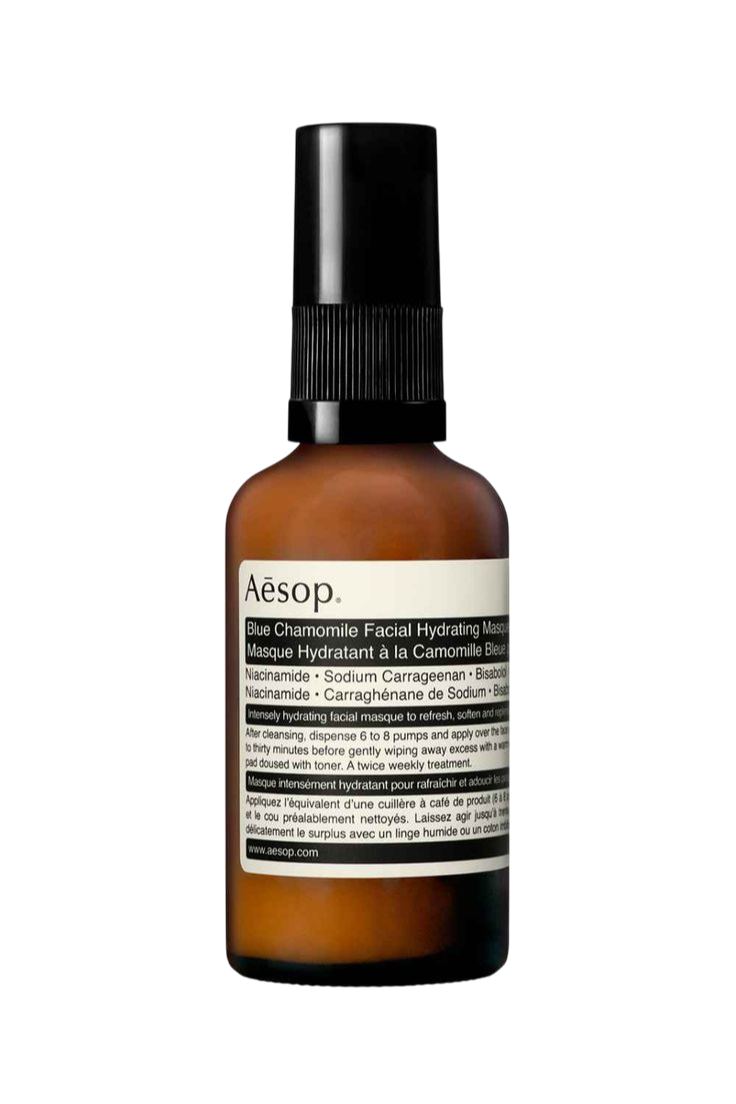 Aēsop®
Blue Chamomile Facial Hydrating Masque
Masque Hydratant à la Camomille Bleue
Niacinamide • Sodium Carrageenan • Bisabolol
Niacinamide • Carraghénane de Sodium •
Intensely hydrating facial masque to refresh, soften and
After cleansing, dispense 6 to 8 pumps and apply over the
to thirty minutes before gently wiping away excess with a
pad doused with toner. A twice weekly treatment.
Masque intensément hydratant pour rafraîchir et adoucir les
Appliquez l'équivalent d'une cuillère à café de produit (6 à
et le cou préalablement nettoyés. Laissez agir jusqu'à
délicatement le surplus avec un linge humide ou un coton
www.aesop.com